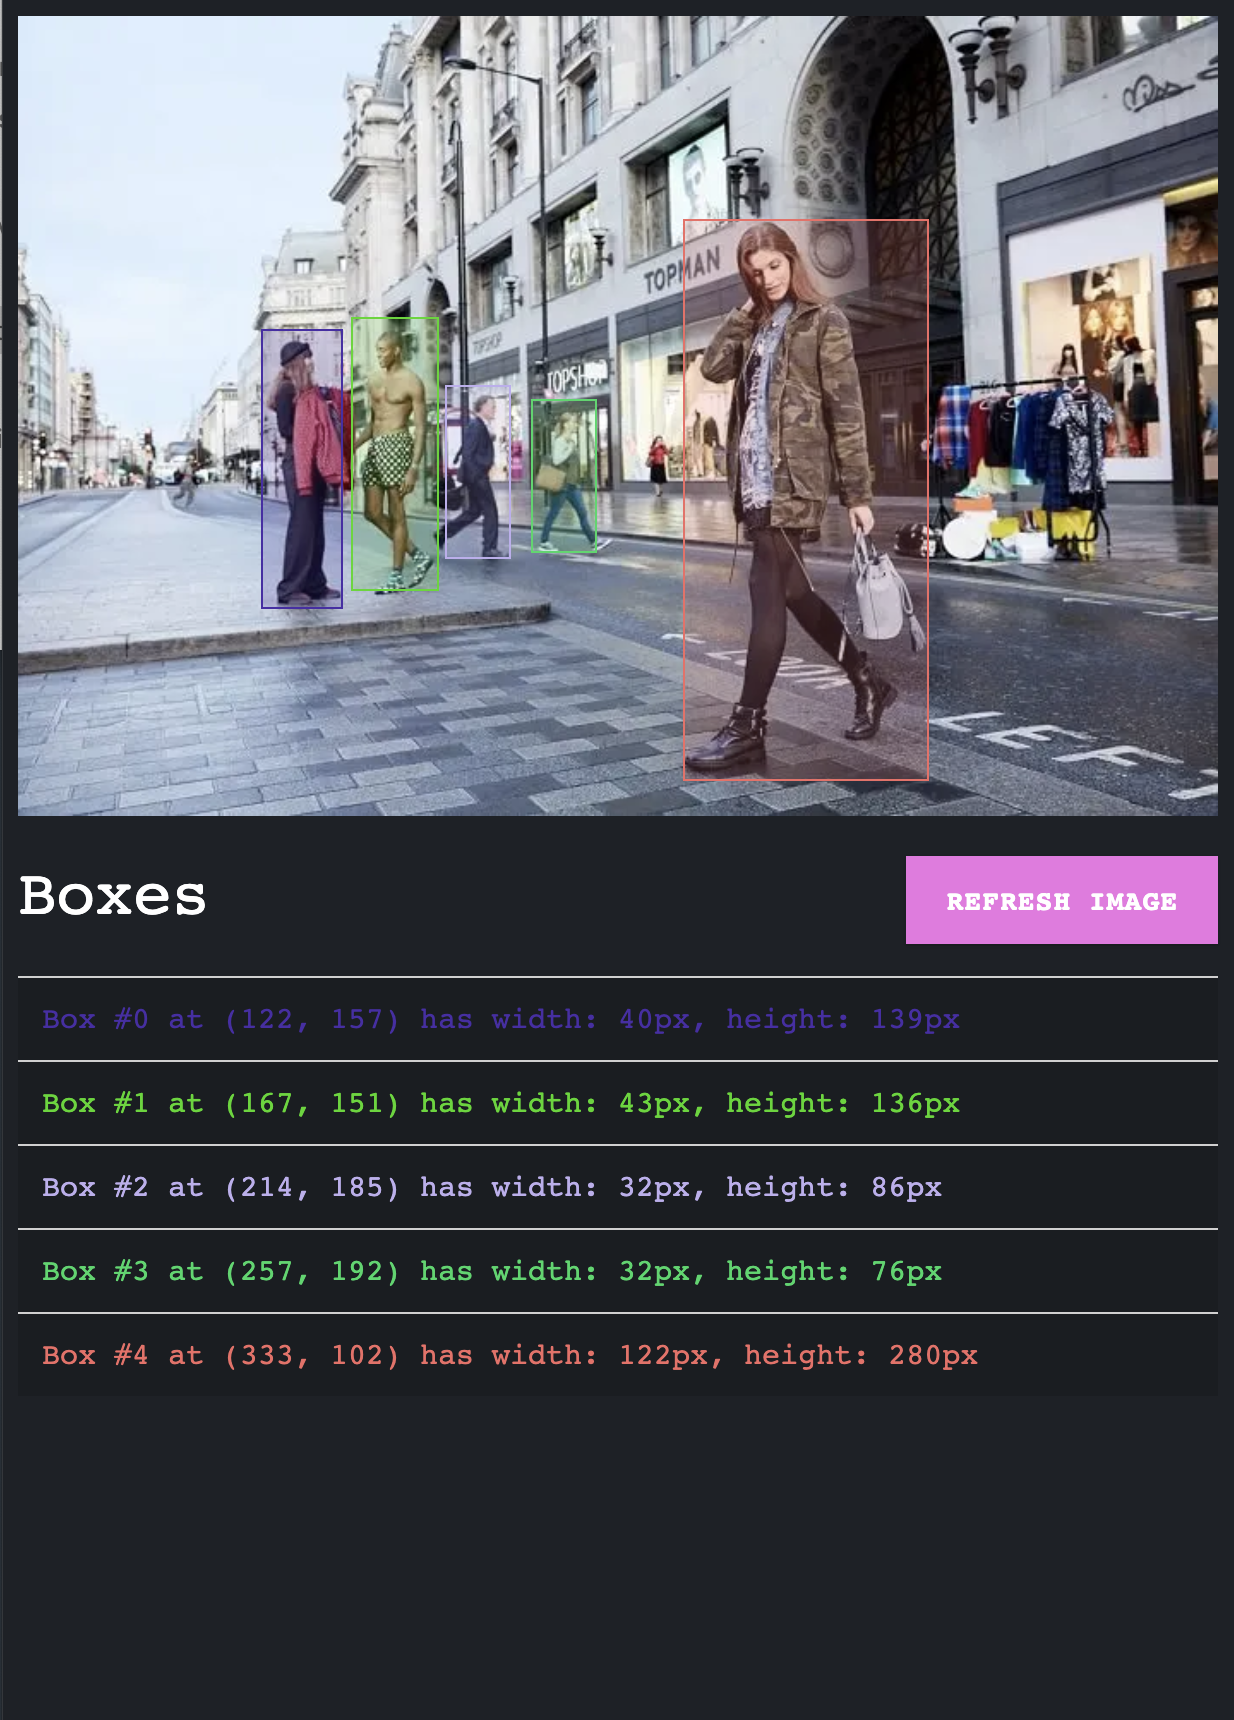 Miss
TOPMAN
TOPSHOP
TOPSHOP
LOOK
LEFT
Boxes
REFRESH IMAGE
Box #0 at (122, 157) has width: 40px, height: 139px
Box #1 at (167, 151) has width: 43px, height: 136px
Box #2 at (214, 185) has width: 32px, height: 86px
Box #3 at (257, 192) has width: 32px, height: 76px
Box #4 at (333, 102) has width: 122px, height: 280px